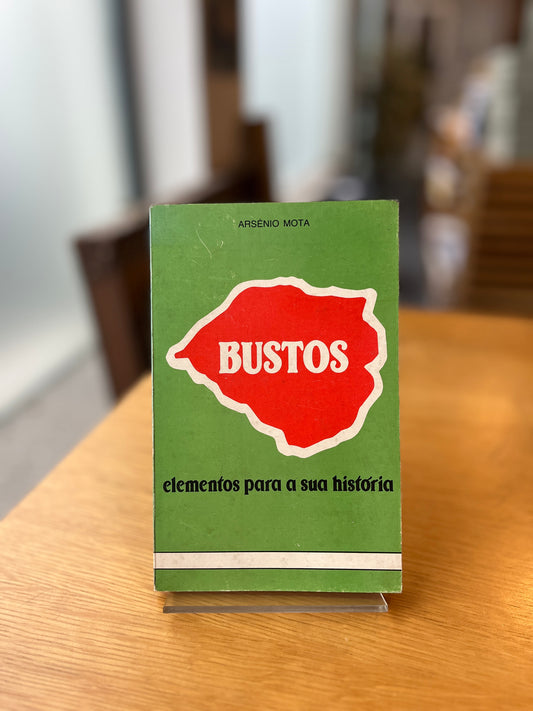 ARSÉNIO MOTA
BUSTOS
elementos para a sua história